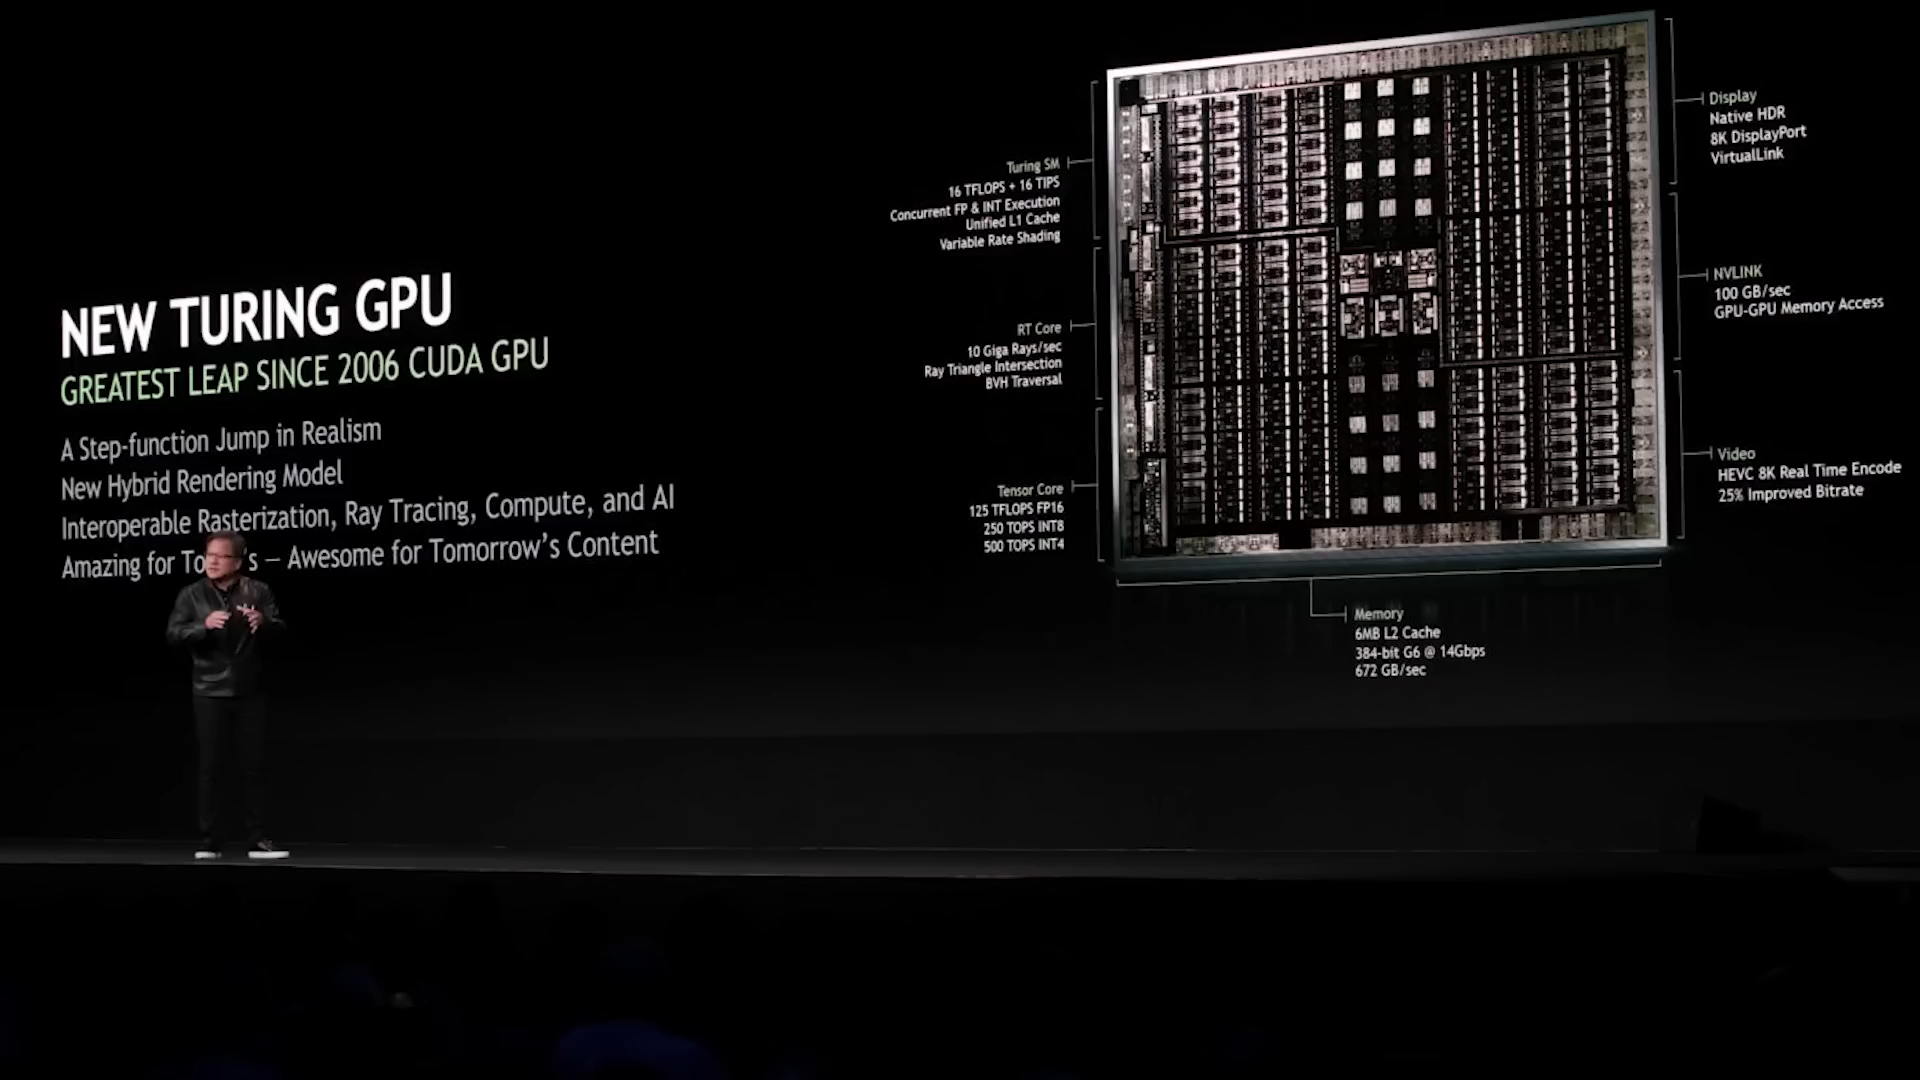 NEW TURING GPU
GREATEST LEAP SINCE 2006 CUDA GPU
A Step-function Jump in Realism
New Hybrid Rendering Model
Interoperable Rasterization, Ray Tracing, Compute, and AI
Amazing for — Awesome for Tomorrow's Content
Turing SM
16 TFLOPS + 16 TIPS
Concurrent FP & INT Execution
Unified L1 Cache
Variable Rate Shading
RT Core
10 Giga Rays/sec
Ray Triangle Intersection
BVH Traversal
Tensor Core
125 TFLOPS FP16
250 TOPS INT8
500 TOPS INT4
Display
Native HDR
8K DisplayPort
VirtualLink
NVLINK
100 GB/sec
GPU-GPU Memory Access
Video
HEVC 8K Real Time Encode
25% Improved Bitrate
Memory
6MB L2 Cache
384-bit G6 @ 14Gbps
672 GB/sec